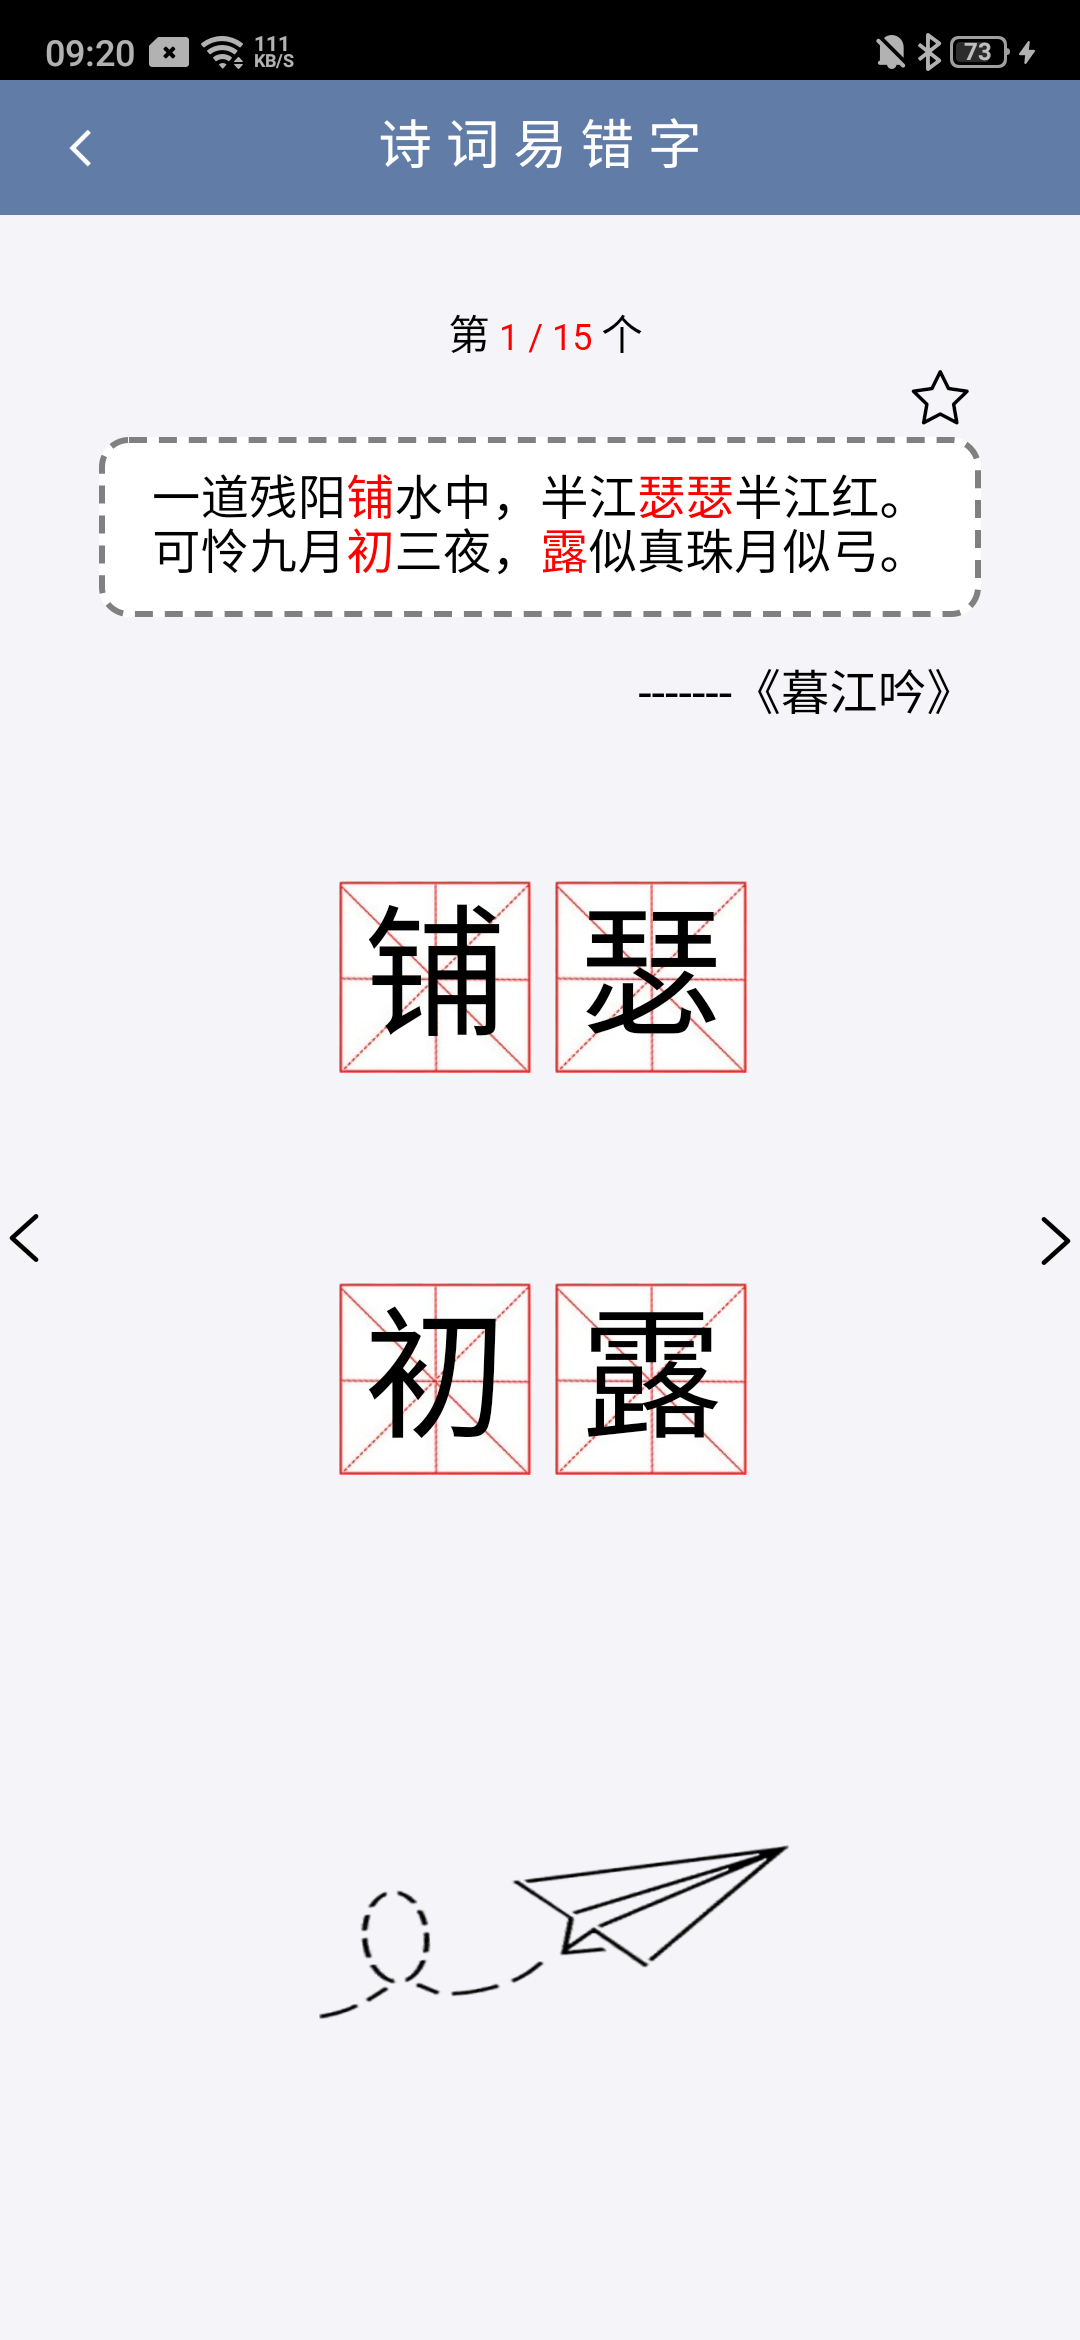 09:20
111
KB/S
73
诗词易错字
第 1 / 15 个
一道残阳铺水中，半江瑟瑟半江红。
可怜九月初三夜，露似真珠月似弓。
-------《暮江吟》
铺 瑟
初 露